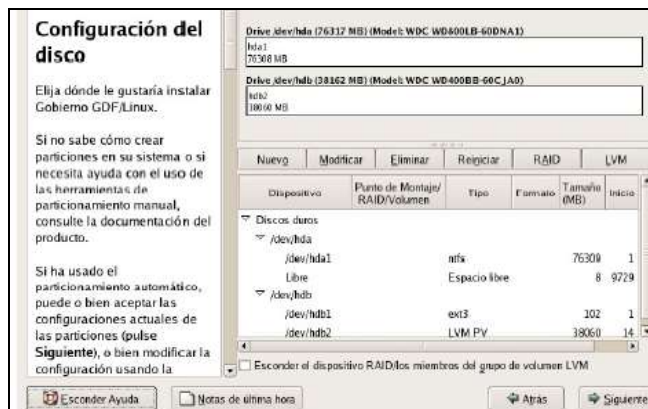 Configuración del
disco
Elija dónde le gustaría instalar
Gobierno GDF/Linux.
Si no sabe cómo crear
particiones en su sistema o si
necesita ayuda con el uso de
las herramientas de
particionamiento manual,
consulte la documentación del
producto.
Si ha usado el
particionamiento automático,
puede o bien aceptar las
configuraciones actuales de
las particiones (pulse
Siguiente), o bien modificar la
configuración usando la
Drive /dev/hda (76317 MB) (Model: WDC WD800LB-60DNA1)
hda1
76308 MB
Drive /dev/hdb (38162 MB) (Model: WDC WD400BB-60CJA0)
hdb2
38060 MB
Nuevo Modificar Eliminar Reiniciar RAID LVM
Dispositivo Punto de Montaje/ RAID/Volumen Tipo Formato Tamaño (MB) Inicio
Discos duros
/dev/hda
/dev/hda1 ntfs 76309 1
Libre Espacio libre 8 9729
/dev/hdb
/dev/hdb1 ext3 102 1
/dev/hdb2 LVM PV 38060 14
Esconder el dispositivo RAID/los miembros del grupo de volumen LVM
Esconder Ayuda Notas de última hora Atrás Siguiente